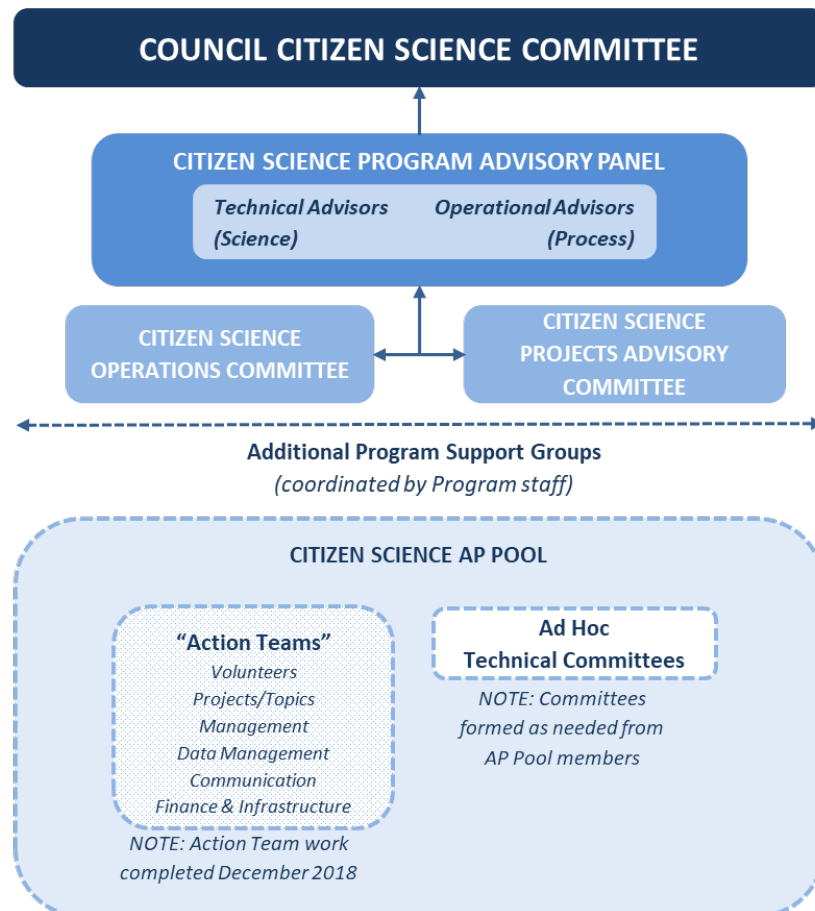 COUNCIL CITIZEN SCIENCE COMMITTEE
CITIZEN SCIENCE PROGRAM ADVISORY PANEL
Technical Advisors
(Science)
Operational Advisors
(Process)
CITIZEN SCIENCE
OPERATIONS COMMITTEE
CITIZEN SCIENCE
PROJECTS ADVISORY
COMMITTEE
Additional Program Support Groups
(coordinated by Program staff)
CITIZEN SCIENCE AP POOL
“Action Teams”
Volunteers
Projects/Topics
Management
Data Management
Communication
Finance & Infrastructure
NOTE: Action Team work
completed December 2018
Ad Hoc
Technical Committees
NOTE: Committees
formed as needed from
AP Pool members